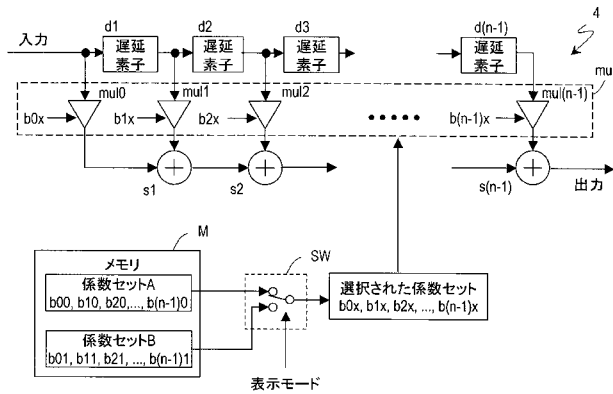 d1
d2
d3
d(n-1)
4
入力
遅延
素子
遅延
素子
遅延
素子
遅延
素子
mu
mul0
mul1
mul2
mul(n-1)
b0x
b1x
b2x
b(n-1)x
s1
s2
s(n-1)
出力
M
メモリ
係数セットA
b00, b10, b20,..., b(n-1)0
係数セットB
b01, b11, b21, ..., b(n-1)1
SW
選択された係数セット
b0x, b1x, b2x, ..., b(n-1)x
表示モード